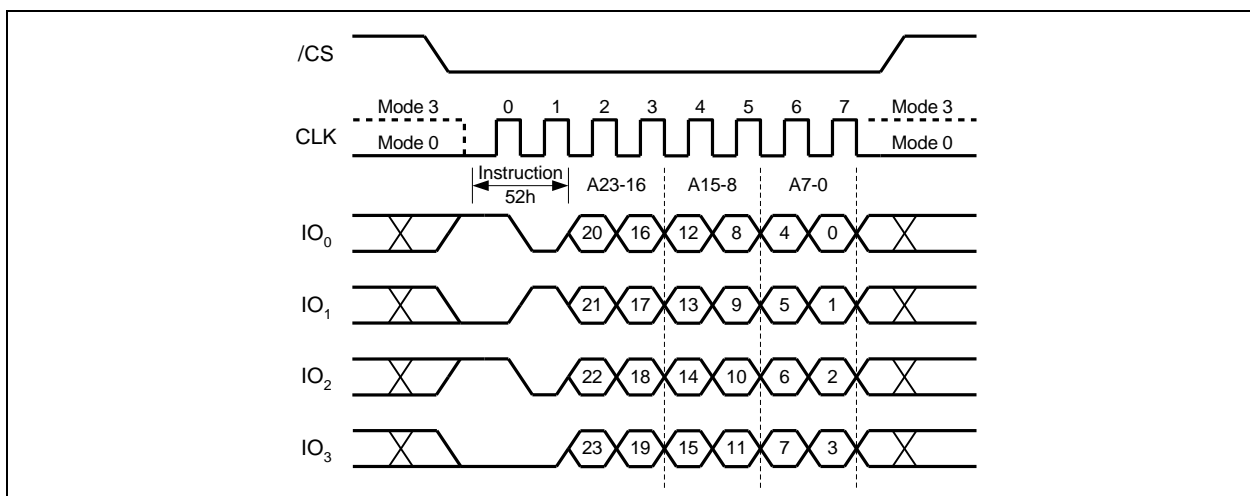 /CS
Mode 3 0 1 2 3 4 5 6 7 Mode 3
CLK
Mode 0 Mode 0
Instruction A23-16 A15-8 A7-0
52h
IO0 20 16 12 8 4 0
IO1 21 17 13 9 5 1
IO2 22 18 14 10 6 2
IO3 23 19 15 11 7 3